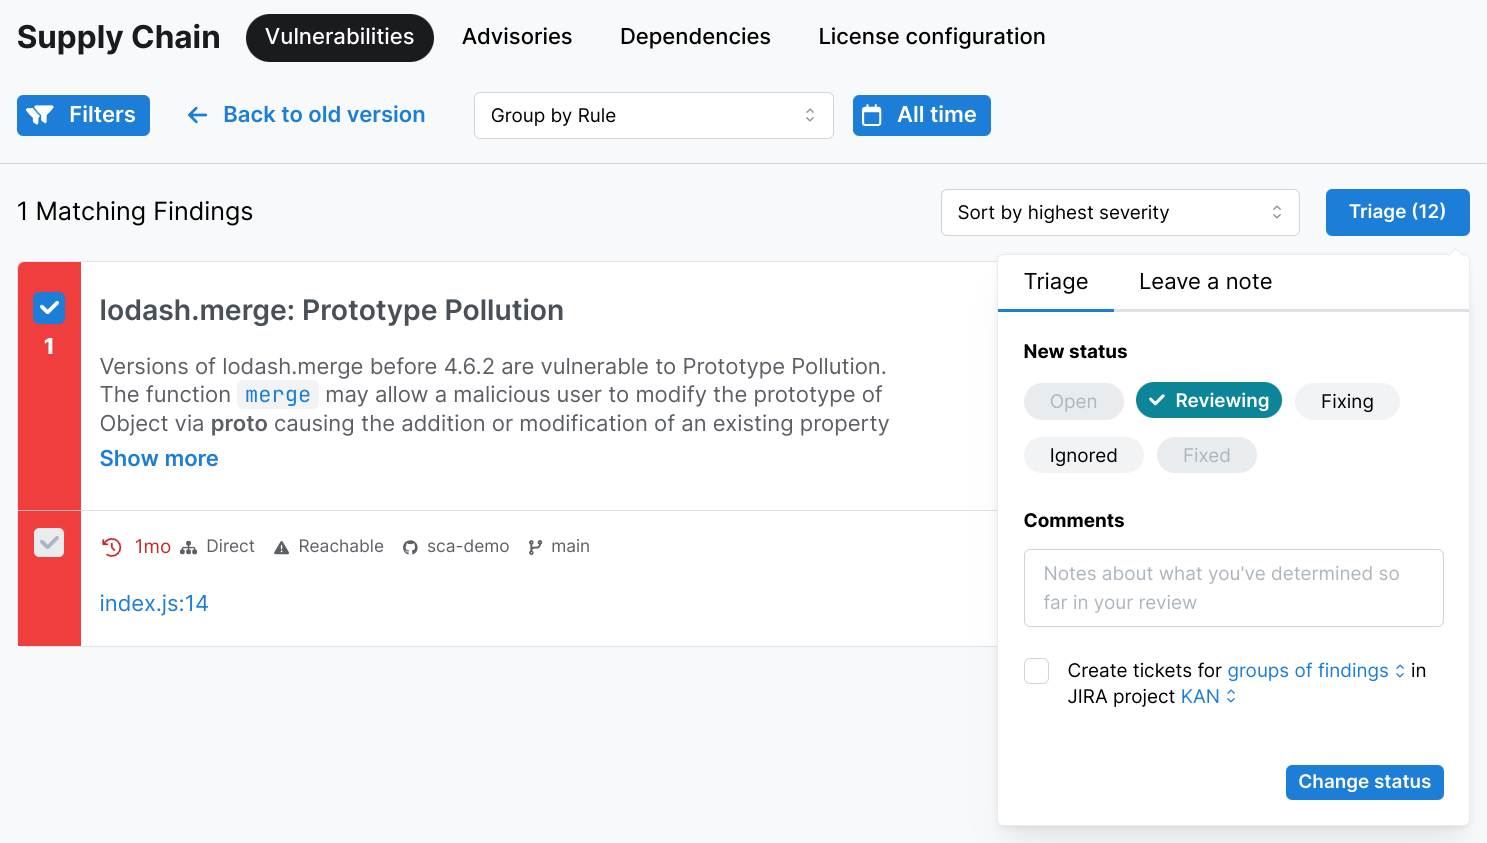 Supply Chain
Vulnerabilities
Advisories
Dependencies
License configuration
Filters
Back to old version
Group by Rule
All time
1 Matching Findings
Sort by highest severity
Triage (12)
1
lodash.merge: Prototype Pollution
Versions of lodash.merge before 4.6.2 are vulnerable to Prototype Pollution.
The function merge may allow a malicious user to modify the prototype of
Object via proto causing the addition or modification of an existing property
Show more
1mo Direct Reachable sca-demo main
index.js:14
Triage
Leave a note
New status
Open
Reviewing
Fixing
Ignored
Fixed
Comments
Notes about what you've determined so
far in your review
Create tickets for groups of findings in
JIRA project KAN
Change status